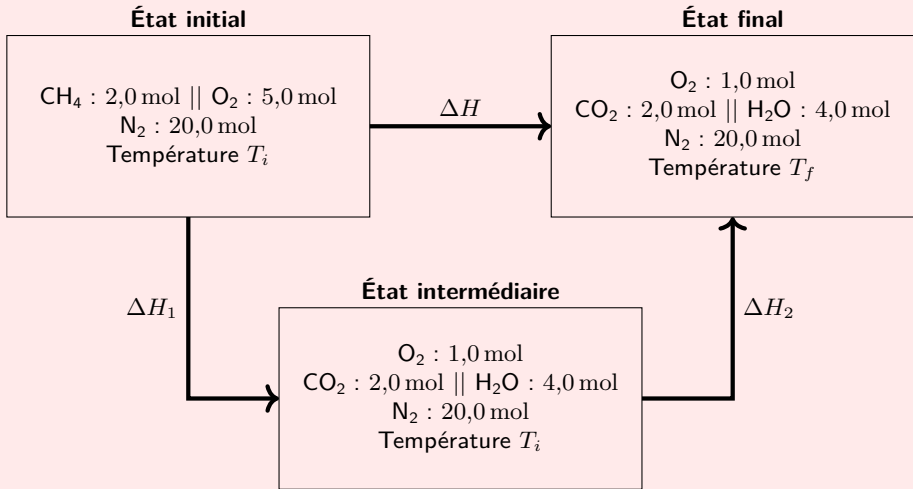 État initial
CH₄ : 2,0 mol || O₂ : 5,0 mol
N₂ : 20,0 mol
Température Tᵢ
ΔH
État final
O₂ : 1,0 mol
CO₂ : 2,0 mol || H₂O : 4,0 mol
N₂ : 20,0 mol
Température T_f
ΔH₁
État intermédiaire
O₂ : 1,0 mol
CO₂ : 2,0 mol || H₂O : 4,0 mol
N₂ : 20,0 mol
Température Tᵢ
ΔH₂